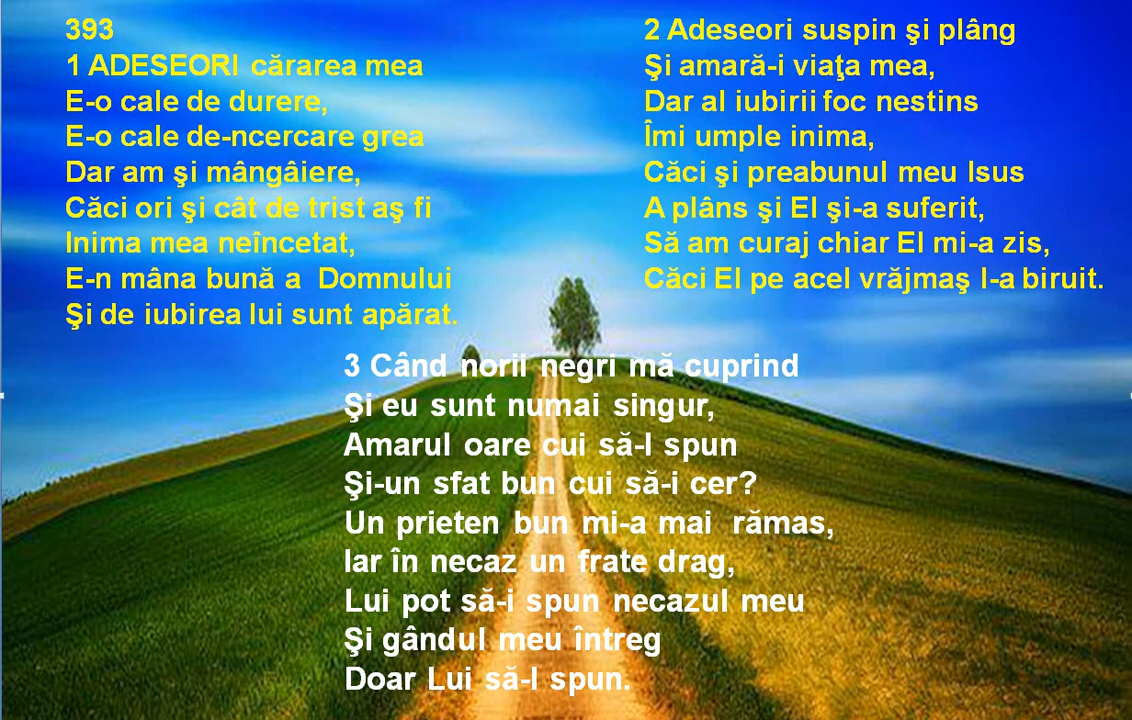 393
1 ADESEORI cărarea mea
E-o cale de durere,
E-o cale de-ncercare grea
Dar am şi mângâiere,
Căci ori şi cât de trist aş fi
Inima mea neîncetat,
E-n mâna bună a Domnului
Şi de iubirea lui sunt apărat.
2 Adeseori suspin şi plâng
Şi amară-i viaţa mea,
Dar al iubirii foc nestins
Îmi umple inima,
Căci şi preabunul meu Isus
A plâns şi El şi-a suferit,
Să am curaj chiar El mi-a zis,
Căci El pe acel vrăjmaş l-a biruit.
3 Când norii negri mă cuprind
Şi eu sunt numai singur,
Amarul oare cui să-l spun
Şi-un sfat bun cui să-i cer?
Un prieten bun mi-a mai rămas,
Iar în necaz un frate drag,
Lui pot să-i spun necazul meu
Şi gândul meu întreg
Doar Lui să-l spun.